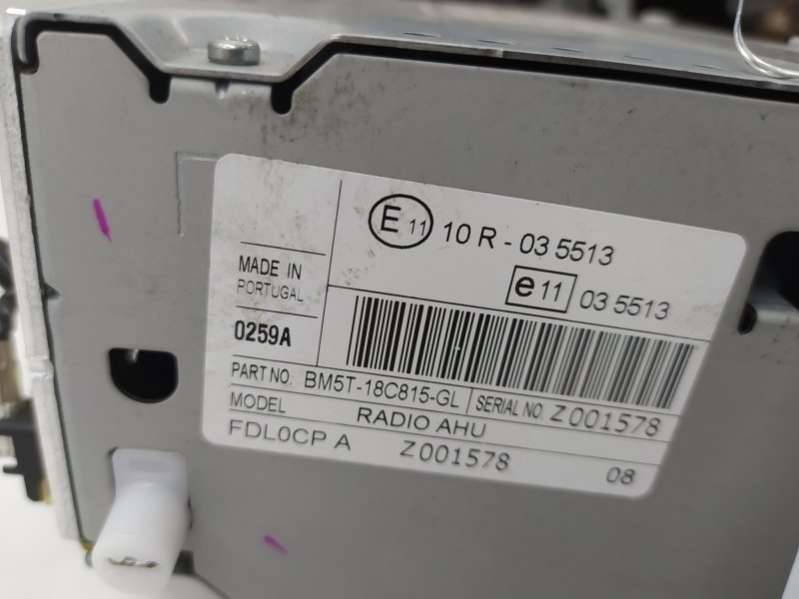 E 11 10 R - 03 5513
e 11 03 5513
MADE IN
PORTUGAL
0259A
PART NO. BM5T-18C815-GL SERIAL NO Z001578
MODEL RADIO AHU
FDL0CP A Z001578 08